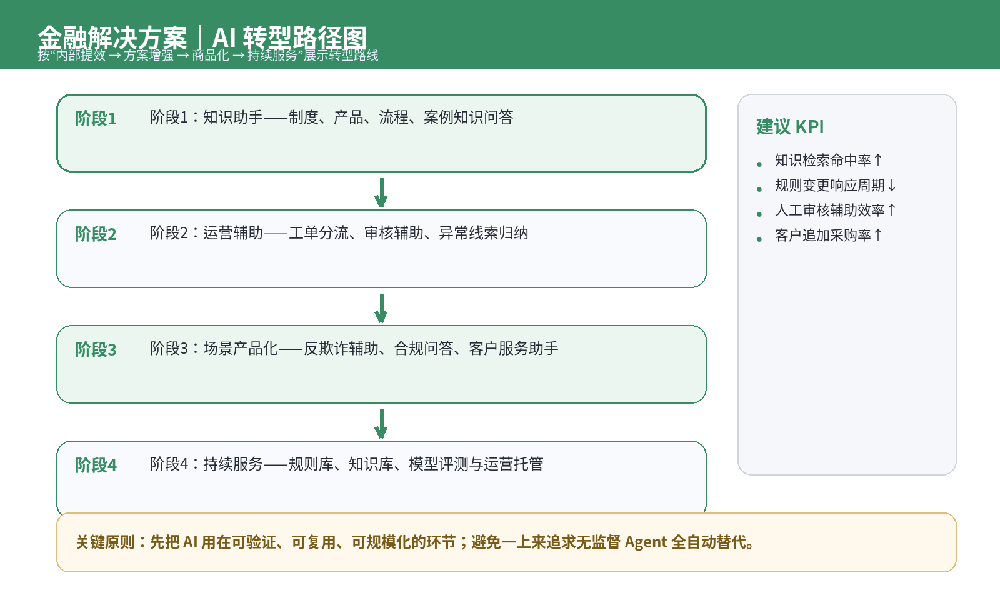 金融解决方案｜AI 转型路径图
按“内部提效 → 方案增强 → 商品化 → 持续服务”展示转型路线
阶段1 阶段1：知识助手——制度、产品、流程、案例知识问答
阶段2 阶段2：运营辅助——工单分流、审核辅助、异常线索归纳
阶段3 阶段3：场景产品化——反欺诈辅助、合规问答、客户服务助手
阶段4 阶段4：持续服务——规则库、知识库、模型评测与运营托管
建议 KPI
• 知识检索命中率↑
• 规则变更响应周期↓
• 人工审核辅助效率↑
• 客户追加采购率↑
关键原则：先把 AI 用在可验证、可复用、可规模化的环节；避免一上来追求无监督 Agent 全自动替代。